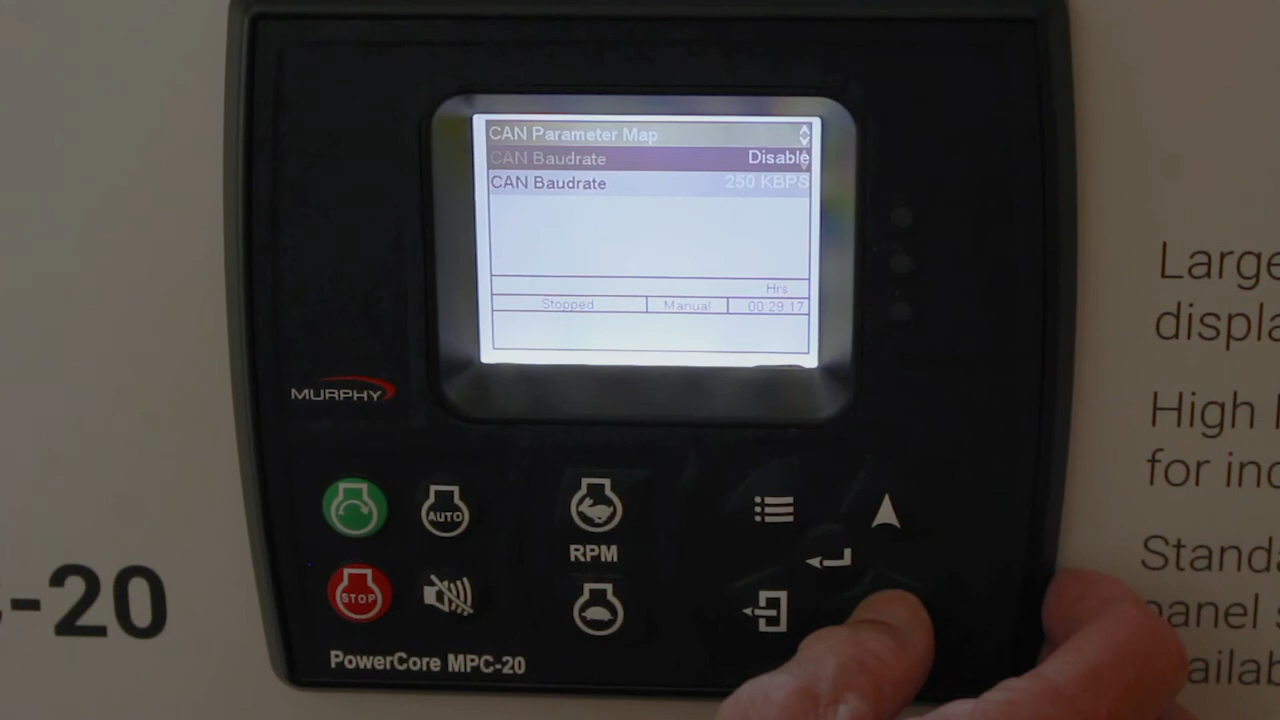 CAN Parameter Map
CAN Baudrate Disable
CAN Baudrate 250 KBPS
Hrs
Stopped Manual 00:29:17
MURPHY
AUTO
RPM
STOP
PowerCore MPC-20
-20
Large
displa
High
for ind
Standa
panel
ailab